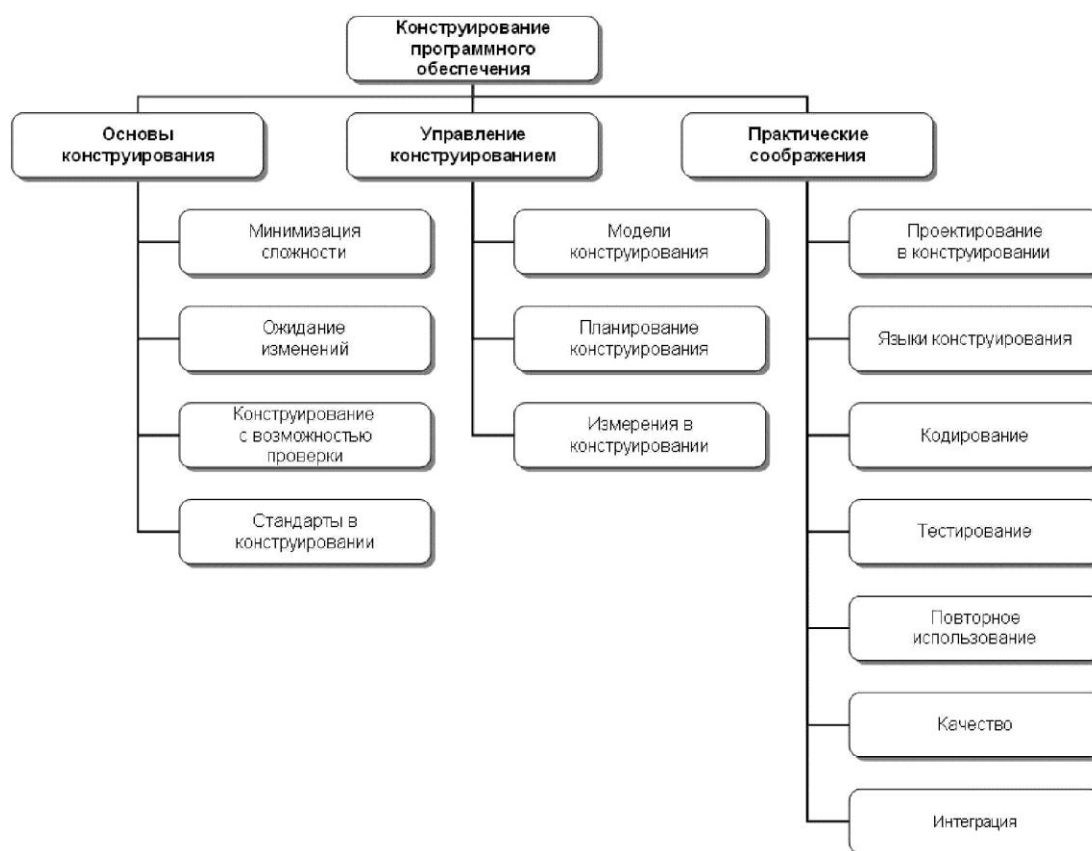 Конструирование
программного
обеспечения
Основы
конструирования
Минимизация
сложности
Ожидание
изменений
Конструирование
с возможностью
проверки
Стандарты в
конструировании
Управление
конструированием
Модели
конструирования
Планирование
конструирования
Измерения в
конструировании
Практические
соображения
Проектирование
в конструировании
Языки конструирования
Кодирование
Тестирование
Повторное
использование
Качество
Интеграция